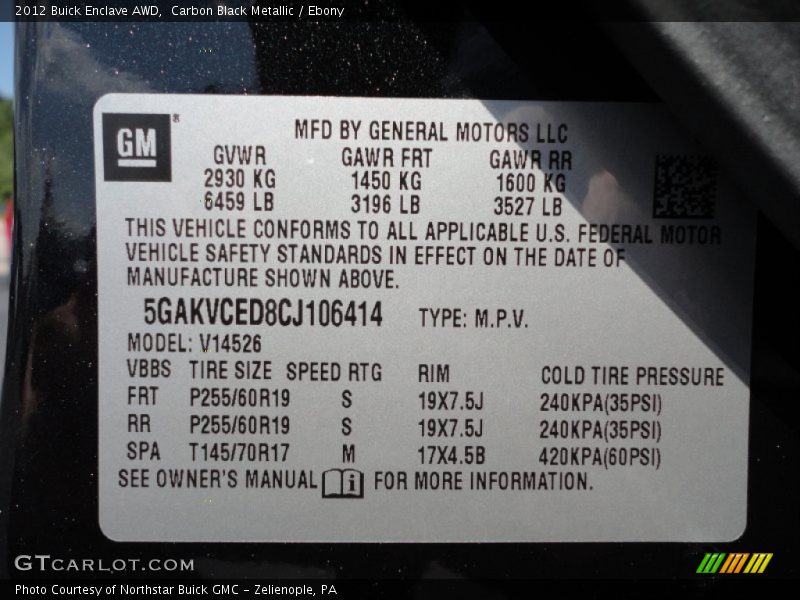 2012 Buick Enclave AWD,  Carbon Black Metallic / Ebony
GM®
MFD BY GENERAL MOTORS LLC
GVWR GAWR FRT GAWR RR
2930 KG 1450 KG 1600 KG
6459 LB 3196 LB 3527 LB
THIS VEHICLE CONFORMS TO ALL APPLICABLE U.S. FEDERAL MOTOR
VEHICLE SAFETY STANDARDS IN EFFECT ON THE DATE OF
MANUFACTURE SHOWN ABOVE.
5GAKVCED8CJ106414 TYPE: M.P.V.
MODEL: V14526
VBBS TIRE SIZE SPEED RTG RIM COLD TIRE PRESSURE
FRT P255/60R19 S 19X7.5J 240KPA(35PSI)
RR P255/60R19 S 19X7.5J 240KPA(35PSI)
SPA T145/70R17 M 17X4.5B 420KPA(60PSI)
SEE OWNER'S MANUAL i FOR MORE INFORMATION.
GTCARLOT.COM
Photo Courtesy of Northstar Buick GMC - Zelienople, PA